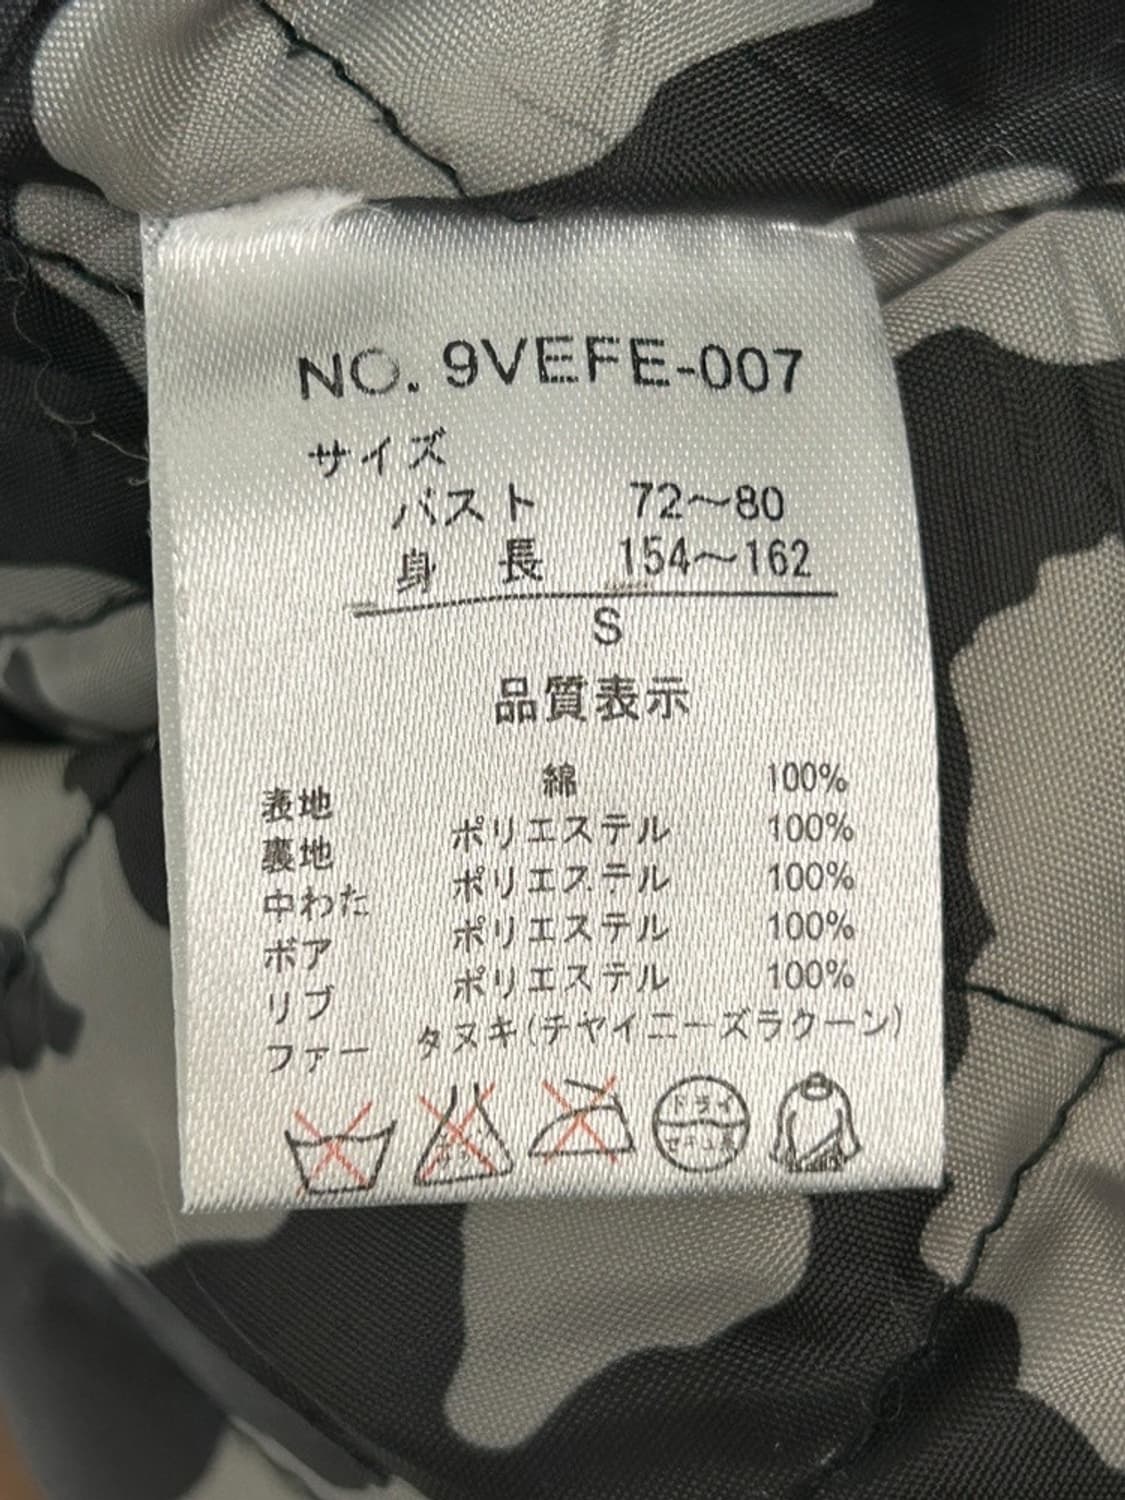 NO. 9VEFE-007
サイズ
バスト 72～80
身 長 154～162
S
品質表示
表地 綿 100%
裏地 ポリエステル 100%
中わた ポリエステル 100%
ボア ポリエステル 100%
リブ ポリエステル 100%
ファー タヌキ(チャイニーズラクーン)
ドライ